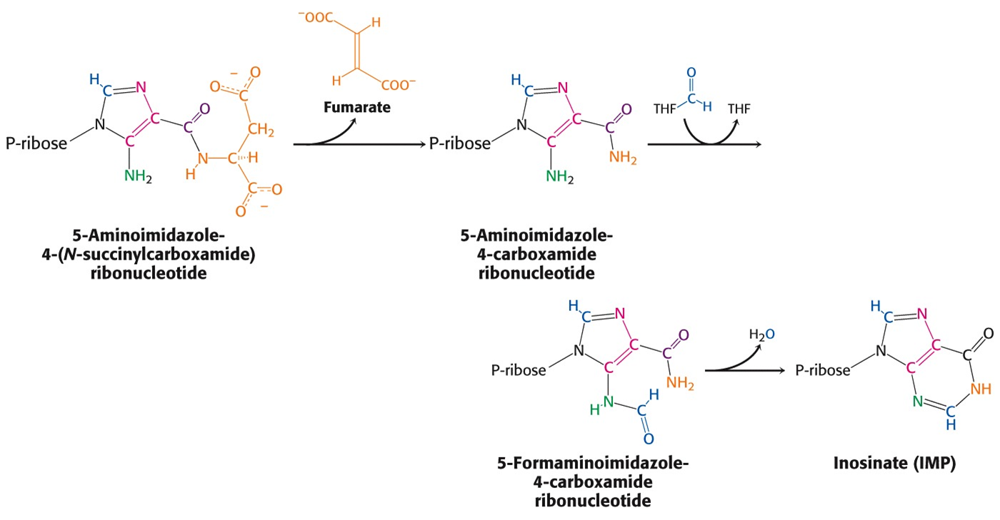 ⁻OOC
H
H
COO⁻
Fumarate
H
C
N
N
C
C
C
O
P-ribose
NH₂
N
H
C
H
CH₂
C
O
O
−
C
O
O
−
5-Aminoimidazole-
4-(N-succinylcarboxamide)
ribonucleotide
H
C
N
N
C
C
C
O
P-ribose
NH₂
NH₂
5-Aminoimidazole-
4-carboxamide
ribonucleotide
O
C
H
THF
THF
H
C
N
N
C
C
C
O
P-ribose
NH₂
H
N
C
H
O
5-Formaminoimidazole-
4-carboxamide
ribonucleotide
H₂O
H
C
N
N
C
C
C
O
P-ribose
NH
N
C
H
Inosinate (IMP)